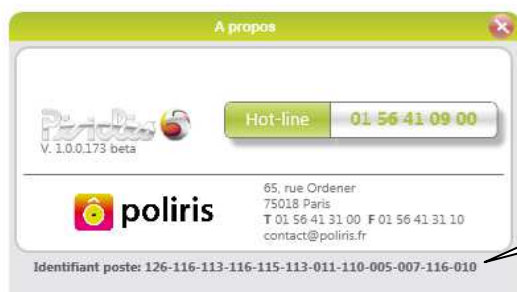 A propos
Hot-line 01 56 41 09 00
V. 1.0.0.173 beta
poliris
65, rue Ordener
75018 Paris
T 01 56 41 31 00 F 01 56 41 31 10
contact@poliris.fr
Identifiant poste: 126-116-113-116-115-113-011-110-005-007-116-010